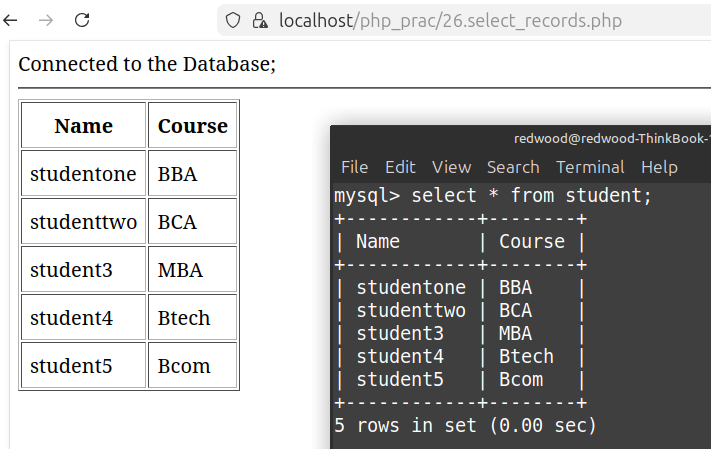 localhost/php_prac/26.select_records.php
Connected to the Database;
Name Course
studentone BBA
studenttwo BCA
student3 MBA
student4 Btech
student5 Bcom
redwood@redwood-ThinkBook-
File Edit View Search Terminal Help
mysql> select * from student;
+------------+--------+
| Name       | Course |
+------------+--------+
| studentone | BBA    |
| studenttwo | BCA    |
| student3   | MBA    |
| student4   | Btech  |
| student5   | Bcom   |
+------------+--------+
5 rows in set (0.00 sec)